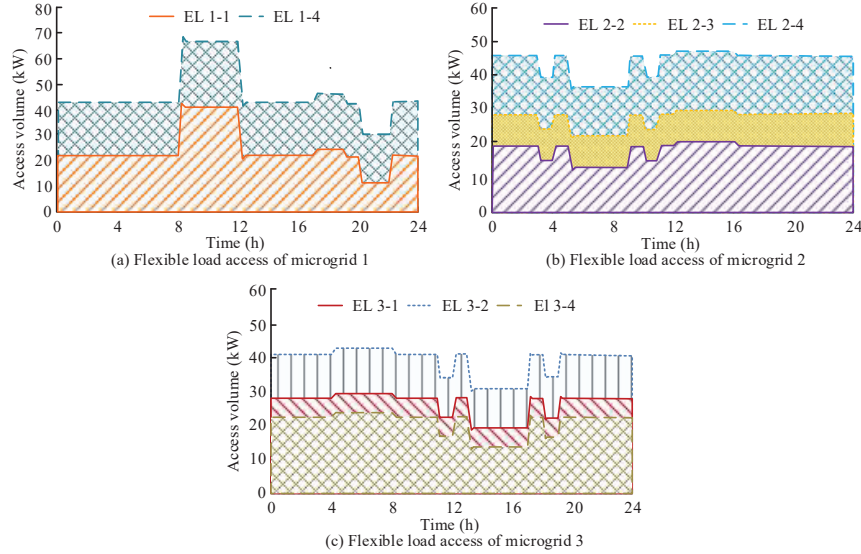 EL 1-1 EL 1-4
80
70
60
50
40
30
20
10
0
Access volume (kW)
0 4 8 12 16 20 24
Time (h)
(a) Flexible load access of microgrid 1
EL 2-2 EL 2-3 EL 2-4
60
50
40
30
20
10
0
Access volume (kW)
0 4 8 12 16 20 24
Time (h)
(b) Flexible load access of microgrid 2
EL 3-1 EL 3-2 El 3-4
60
50
40
30
20
10
0
Access volume (kW)
0 4 8 12 16 20 24
Time (h)
(c) Flexible load access of microgrid 3